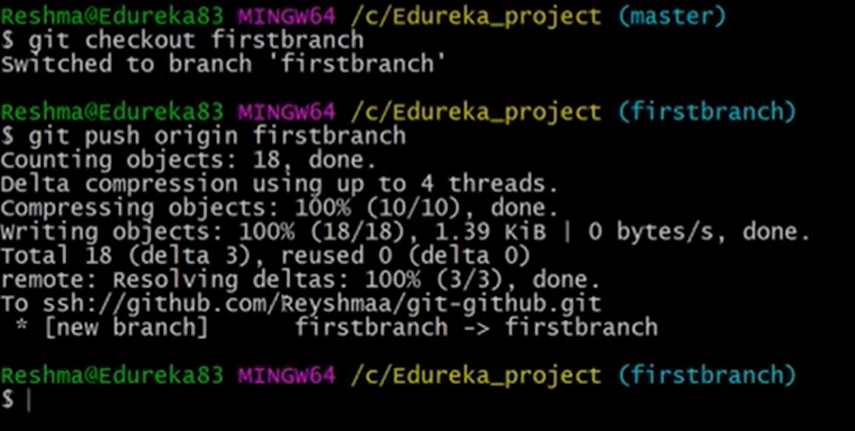 Reshma@Edureka83 MINGW64 /c/Edureka_project (master)
$ git checkout firstbranch
Switched to branch 'firstbranch'
Reshma@Edureka83 MINGW64 /c/Edureka_project (firstbranch)
$ git push origin firstbranch
Counting objects: 18, done.
Delta compression using up to 4 threads.
Compressing objects: 100% (10/10), done.
Writing objects: 100% (18/18), 1.39 KiB | 0 bytes/s, done.
Total 18 (delta 3), reused 0 (delta 0)
remote: Resolving deltas: 100% (3/3), done.
To ssh://github.com/Reyshmaa/git-github.git
 * [new branch]      firstbranch -> firstbranch
Reshma@Edureka83 MINGW64 /c/Edureka_project (firstbranch)
$